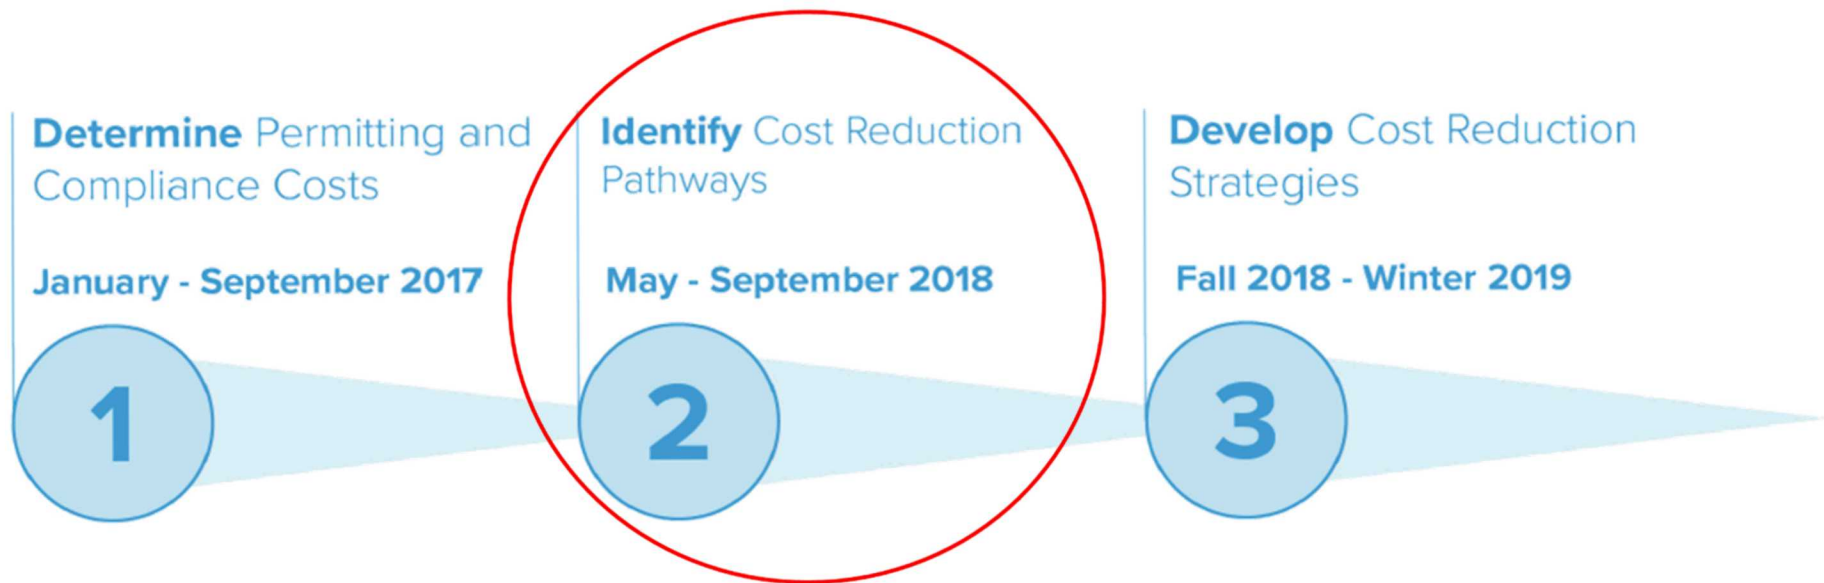 Determine Permitting and
Compliance Costs
January - September 2017
1
Identify Cost Reduction
Pathways
May - September 2018
2
Develop Cost Reduction
Strategies
Fall 2018 - Winter 2019
3